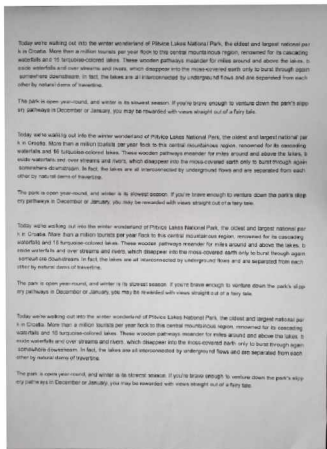 Today we're walking out into the winter wonderland of Plitvice Lakes National Park, the oldest and largest national par
k in Croatia. More than a million tourists per year flock to this central mountainous region, renowned for its cascading
waterfalls and 16 turquoise-colored lakes. These wooden pathways meander for miles around and above the lakes, b
eside waterfalls and over streams and rivers, which disappear into the moss-covered earth only to burst through again
somewhere downstream. In fact, the lakes are all interconnected by underground flows and are separated from each
other by natural dams of travertine.
The park is open year-round, and winter is its slowest season. If you're brave enough to venture down the park's slipp
ery pathways in December or January, you may be rewarded with views straight out of a fairy tale.
Today we're walking out into the winter wonderland of Plitvice Lakes National Park, the oldest and largest national par
k in Croatia. More than a million tourists per year flock to this central mountainous region, renowned for its cascading
waterfalls and 16 turquoise-colored lakes. These wooden pathways meander for miles around and above the lakes, b
eside waterfalls and over streams and rivers, which disappear into the moss-covered earth only to burst through again
somewhere downstream. In fact, the lakes are all interconnected by underground flows and are separated from each
other by natural dams of travertine.
The park is open year-round, and winter is its slowest season. If you're brave enough to venture down the park's slipp
ery pathways in December or January, you may be rewarded with views straight out of a fairy tale.
Today we're walking out into the winter wonderland of Plitvice Lakes National Park, the oldest and largest national par
k in Croatia. More than a million tourists per year flock to this central mountainous region, renowned for its cascading
waterfalls and 16 turquoise-colored lakes. These wooden pathways meander for miles around and above the lakes, b
eside waterfalls and over streams and rivers, which disappear into the moss-covered earth only to burst through again
somewhere downstream. In fact, the lakes are all interconnected by underground flows and are separated from each
other by natural dams of travertine.
The park is open year-round, and winter is its slowest season. If you're brave enough to venture down the park's slipp
ery pathways in December or January, you may be rewarded with views straight out of a fairy tale.
Today we're walking out into the winter wonderland of Plitvice Lakes National Park, the oldest and largest national par
k in Croatia. More than a million tourists per year flock to this central mountainous region, renowned for its cascading
waterfalls and 16 turquoise-colored lakes. These wooden pathways meander for miles around and above the lakes, b
eside waterfalls and over streams and rivers, which disappear into the moss-covered earth only to burst through again
somewhere downstream. In fact, the lakes are all interconnected by underground flows and are separated from each
other by natural dams of travertine.
The park is open year-round, and winter is its slowest season. If you're brave enough to venture down the park's slipp
ery pathways in December or January, you may be rewarded with views straight out of a fairy tale.